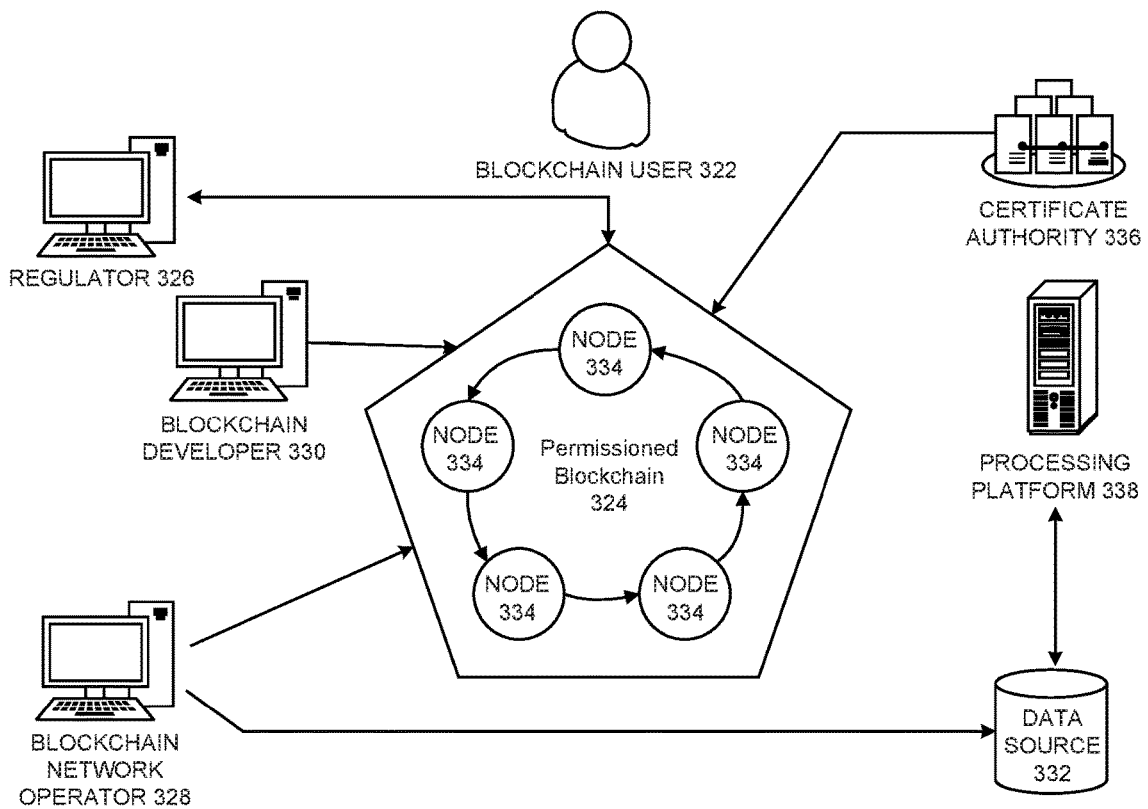 BLOCKCHAIN USER 322
CERTIFICATE
AUTHORITY 336
REGULATOR 326
BLOCKCHAIN
DEVELOPER 330
NODE
334
NODE
334
Permissioned
Blockchain
324
NODE
334
NODE
334
NODE
334
PROCESSING
PLATFORM 338
BLOCKCHAIN
NETWORK
OPERATOR 328
DATA
SOURCE
332